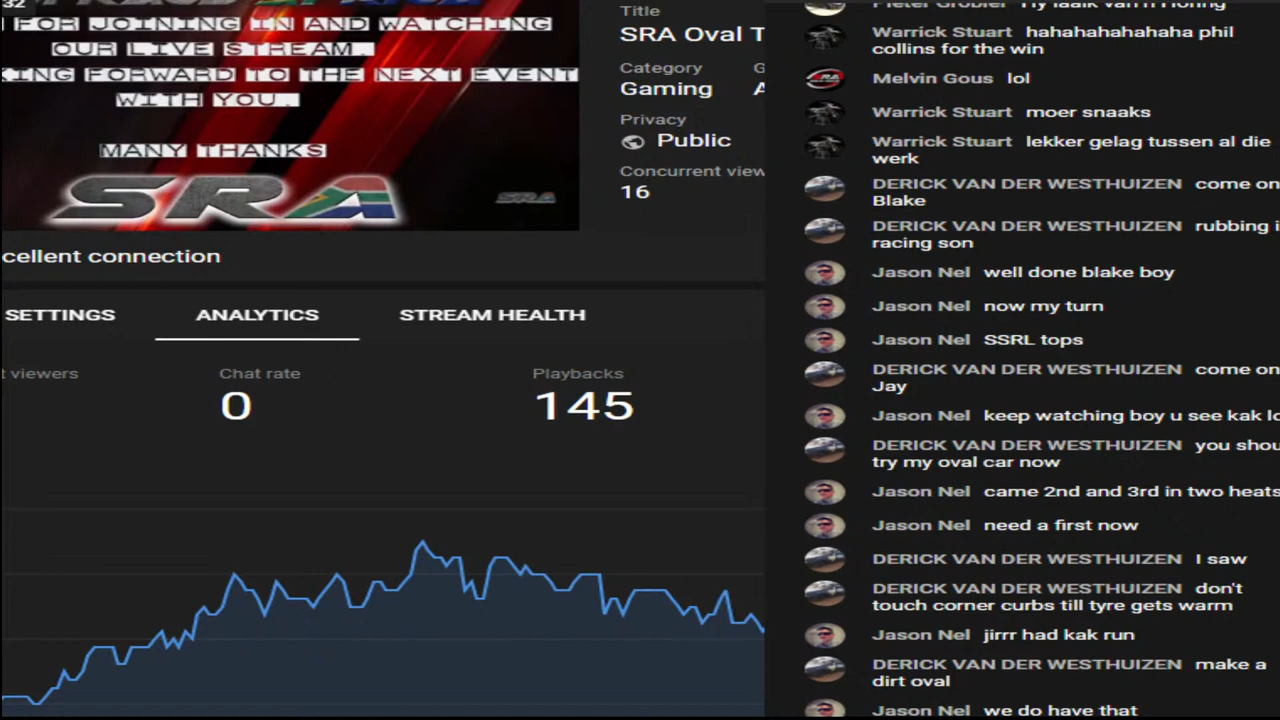 32
FOR JOINING IN AND WATCHING
OUR LIVE STREAM..
KING FORWARD TO THE NEXT EVENT
WITH YOU..
MANY THANKS
SRA
SRA
cellent connection
Title
SRA Oval T
Category
G
Gaming
A
Privacy
Public
Concurrent view
16
SETTINGS
ANALYTICS
STREAM HEALTH
t viewers
Chat rate
Playbacks
0
145
Pieter Grobler
Warrick Stuart hahahahahahaha phil
collins for the win
Melvin Gous lol
Warrick Stuart moer snaaks
Warrick Stuart lekker gelag tussen al die
werk
DERICK VAN DER WESTHUIZEN come on
Blake
DERICK VAN DER WESTHUIZEN rubbing i
racing son
Jason Nel well done blake boy
Jason Nel now my turn
Jason Nel SSRL tops
DERICK VAN DER WESTHUIZEN come on
Jay
Jason Nel keep watching boy u see kak lo
DERICK VAN DER WESTHUIZEN you shou
try my oval car now
Jason Nel came 2nd and 3rd in two heats
Jason Nel need a first now
DERICK VAN DER WESTHUIZEN I saw
DERICK VAN DER WESTHUIZEN don't
touch corner curbs till tyre gets warm
Jason Nel jirrr had kak run
DERICK VAN DER WESTHUIZEN make a
dirt oval
Jason Nel we do have that